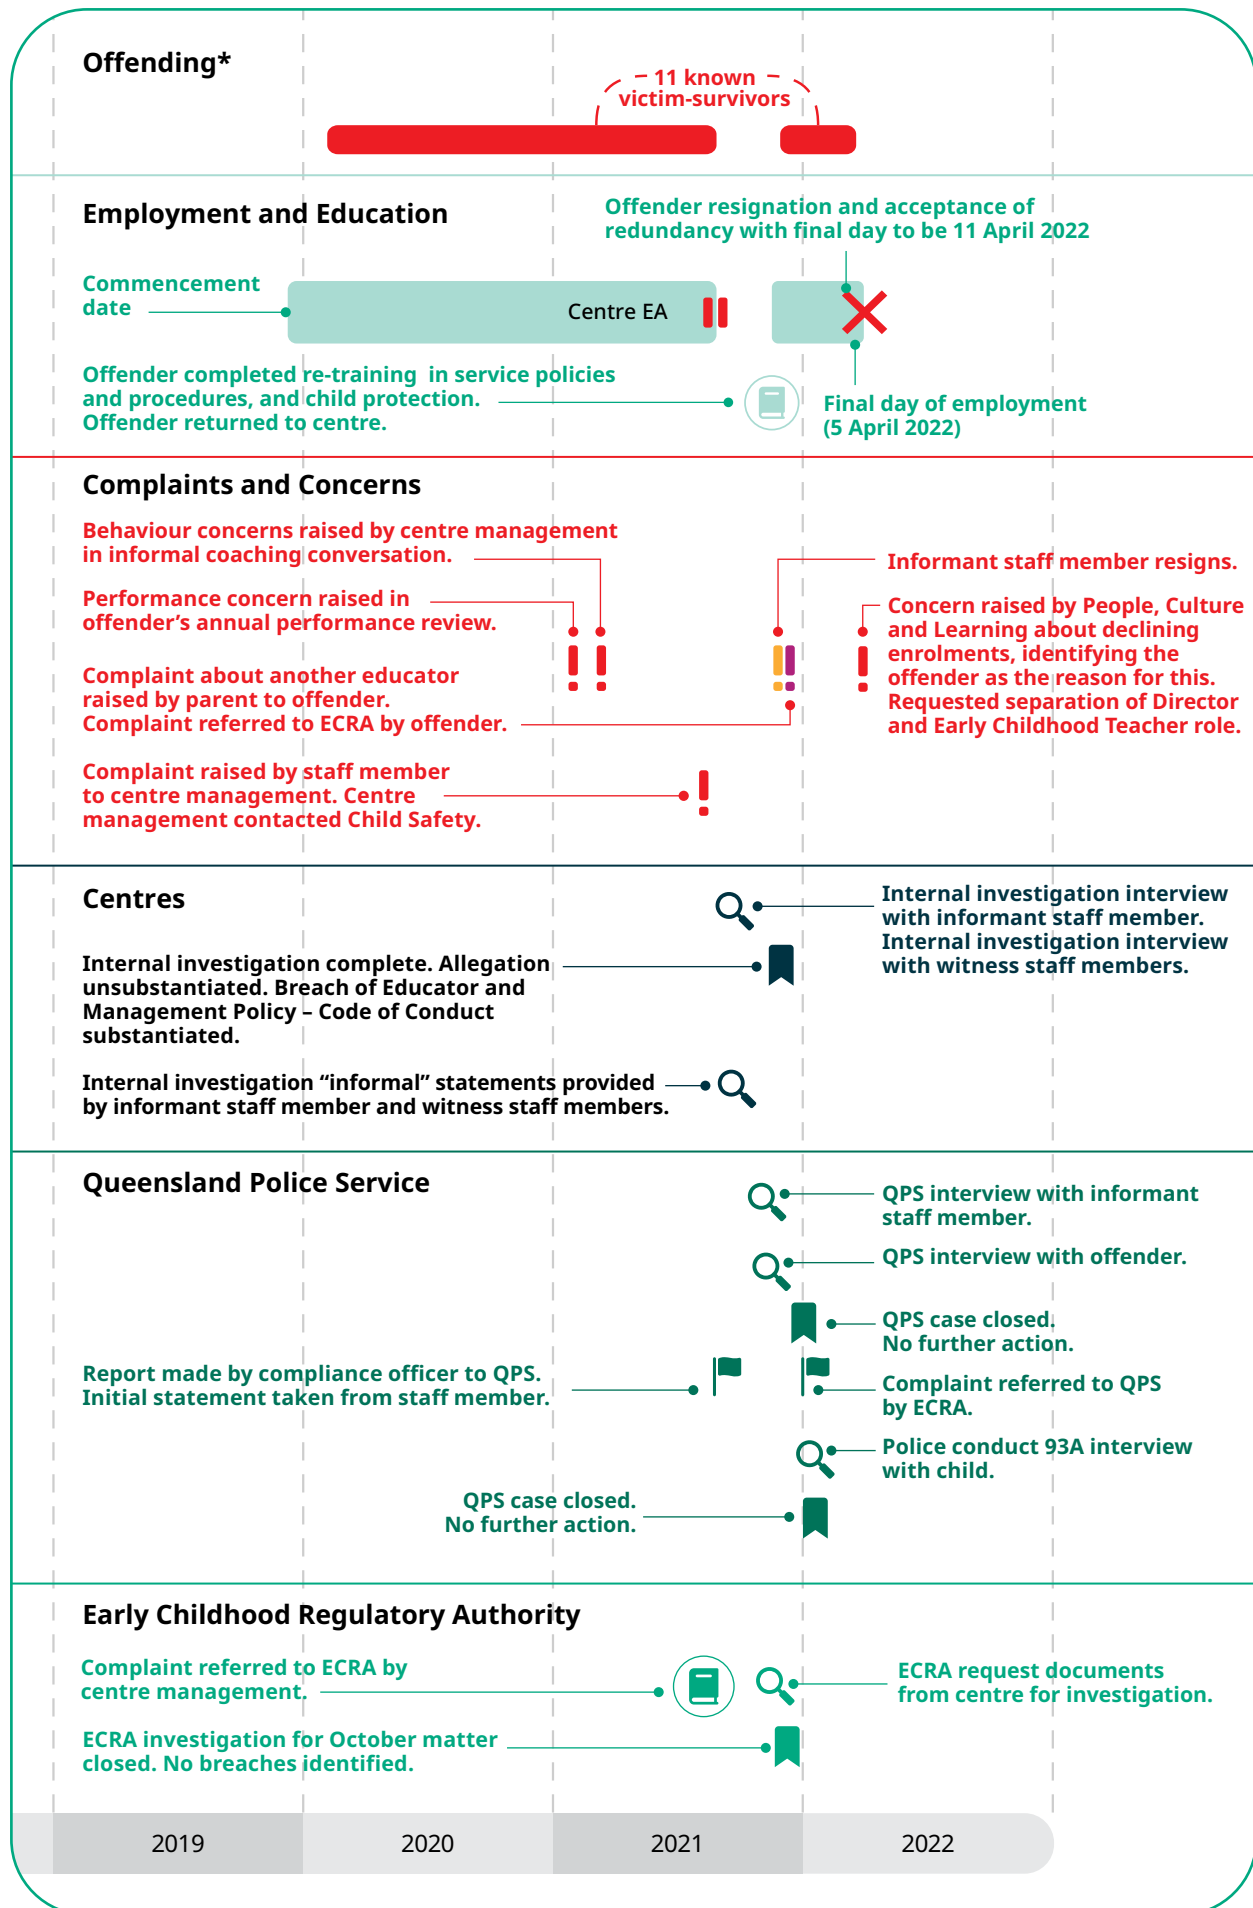 Offending*
11 known
victim-survivors
Employment and Education
Offender resignation and acceptance of
redundancy with final day to be 11 April 2022
Commencement
date
Centre EA
Offender completed re-training in service policies
and procedures, and child protection.
Offender returned to centre.
Final day of employment
(5 April 2022)
Complaints and Concerns
Behaviour concerns raised by centre management
in informal coaching conversation.
Performance concern raised in
offender’s annual performance review.
Complaint about another educator
raised by parent to offender.
Complaint referred to ECRA by offender.
Complaint raised by staff member
to centre management. Centre
management contacted Child Safety.
Informant staff member resigns.
Concern raised by People, Culture
and Learning about declining
enrolments, identifying the
offender as the reason for this.
Requested separation of Director
and Early Childhood Teacher role.
Centres
Internal investigation interview
with informant staff member.
Internal investigation interview
with witness staff members.
Internal investigation complete. Allegation
unsubstantiated. Breach of Educator and
Management Policy – Code of Conduct
substantiated.
Internal investigation “informal” statements provided
by informant staff member and witness staff members.
Queensland Police Service
QPS interview with informant
staff member.
QPS interview with offender.
QPS case closed.
No further action.
Report made by compliance officer to QPS.
Initial statement taken from staff member.
Complaint referred to QPS
by ECRA.
Police conduct 93A interview
with child.
QPS case closed.
No further action.
Early Childhood Regulatory Authority
Complaint referred to ECRA by
centre management.
ECRA request documents
from centre for investigation.
ECRA investigation for October matter
closed. No breaches identified.
2019
2020
2021
2022